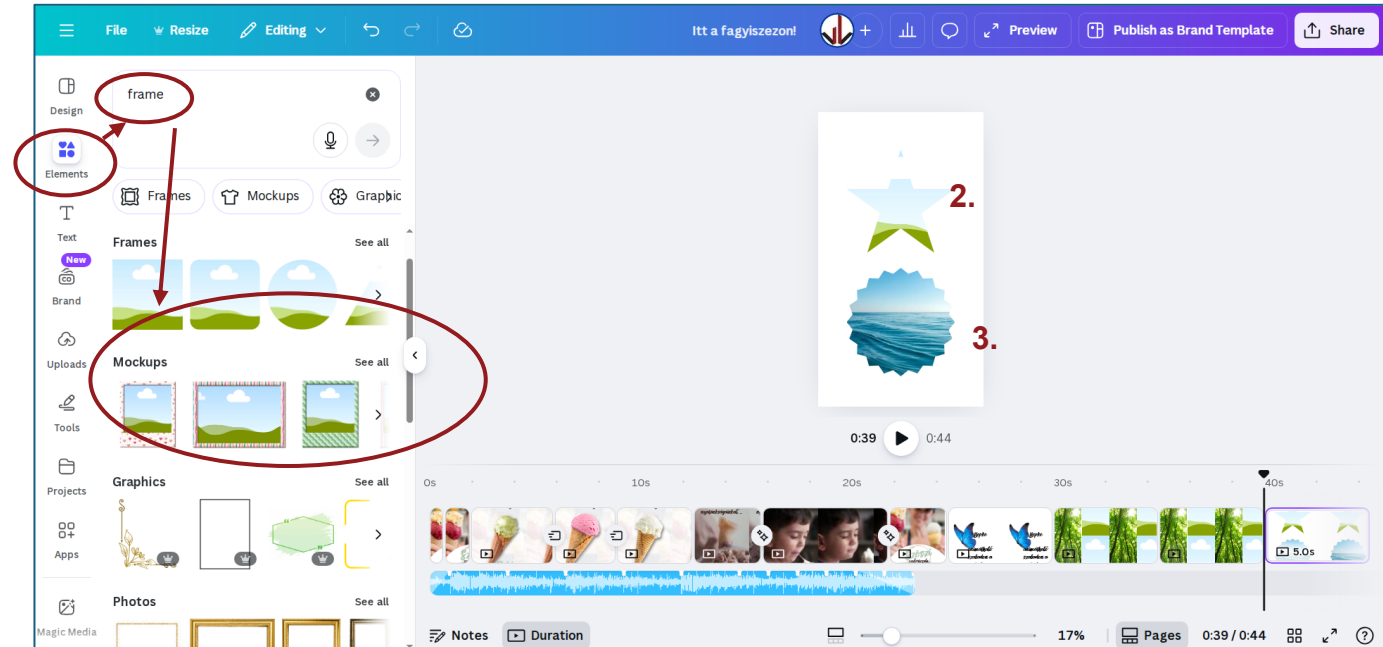 File Resize Editing Itt a fagyiszezon! + Preview Publish as Brand Template Share
Design
frame
Elements
Frames Mockups Graphic
Text
New
Brand
Frames See all
Uploads
Mockups See all
Tools
Projects
Graphics See all
Apps
Photos See all
Magic Media
2.
3.
0:39 0:44
0s 10s 20s 30s 40s
5.0s
Notes Duration 17% Pages 0:39 / 0:44